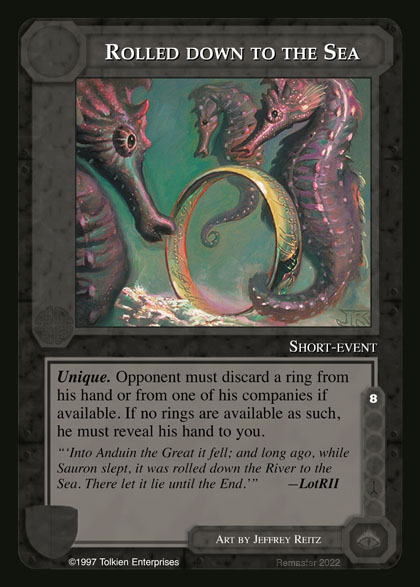 ROLLED DOWN TO THE SEA
JR
SHORT-EVENT
Unique. Opponent must discard a ring from
his hand or from one of his companies if
available. If no rings are available as such,
he must reveal his hand to you.
8
“‘Into Anduin the Great it fell; and long ago, while
Sauron slept, it was rolled down the River to the
Sea. There let it lie until the End.’” —LotRII
ART BY JEFFREY REITZ
©1997 Tolkien Enterprises Remaster 2022